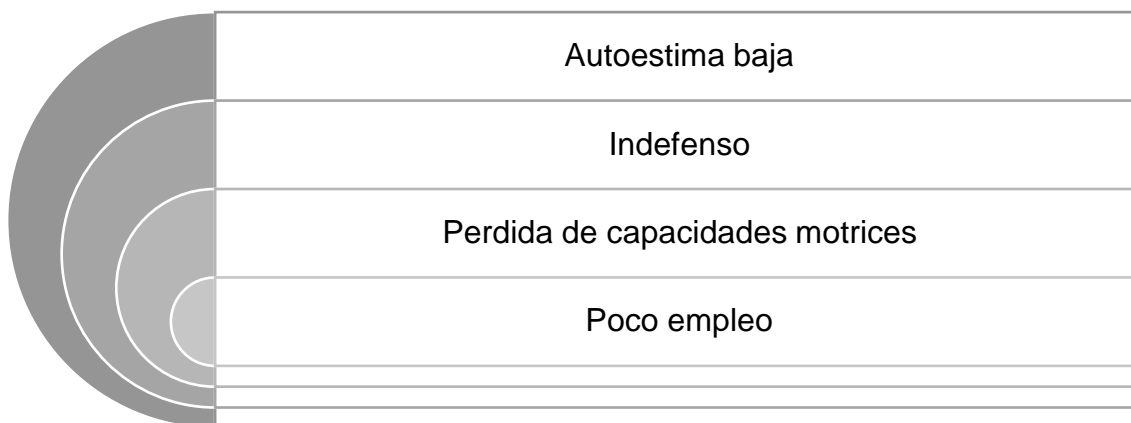 Autoestima baja
Indefenso
Perdida de capacidades motrices
Poco empleo